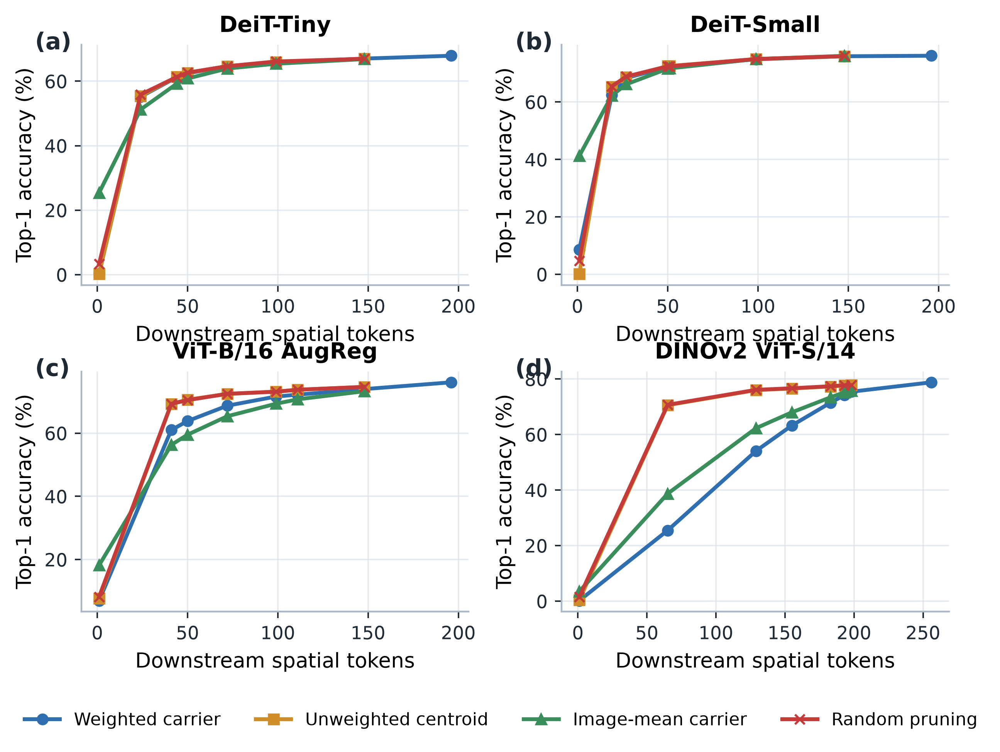 DeiT-Tiny
(a)
Top-1 accuracy (%)
60
40
20
0
0 50 100 150 200
Downstream spatial tokens
DeiT-Small
(b)
Top-1 accuracy (%)
60
40
20
0
0 50 100 150 200
Downstream spatial tokens
ViT-B/16 AugReg
(c)
Top-1 accuracy (%)
60
40
20
0 50 100 150 200
Downstream spatial tokens
DINOv2 ViT-S/14
(d)
Top-1 accuracy (%)
80
60
40
20
0
0 50 100 150 200 250
Downstream spatial tokens
Weighted carrier Unweighted centroid Image-mean carrier Random pruning